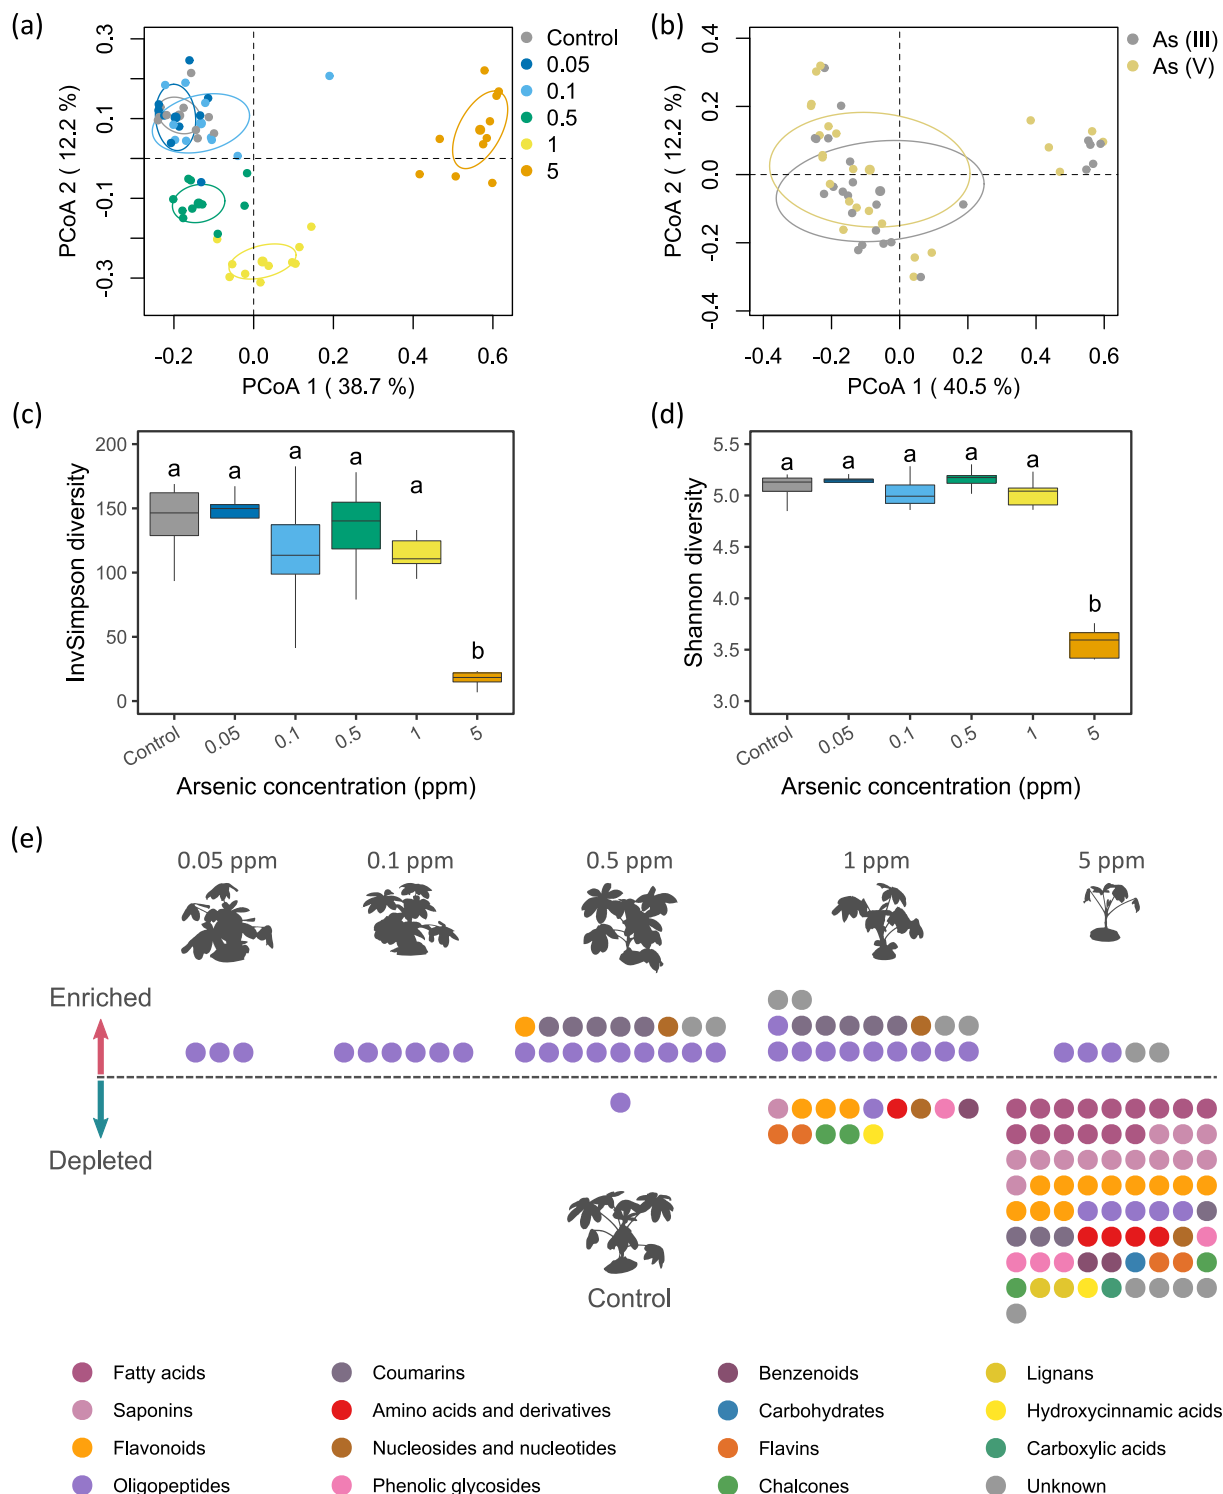 (a)
0.3
0.1
-0.1
-0.3
PCoA 2 ( 12.2 %)
-0.2 0.0 0.2 0.4 0.6
PCoA 1 ( 38.7 %)
Control
0.05
0.1
0.5
1
5
(b)
0.4
0.2
0.0
-0.2
-0.4
PCoA 2 ( 12.2 %)
-0.4 -0.2 0.0 0.2 0.4 0.6
PCoA 1 ( 40.5 %)
As (III)
As (V)
(c)
200
150
100
50
0
InvSimpson diversity
a a a a a b
Control 0.05 0.1 0.5 1 5
Arsenic concentration (ppm)
(d)
5.5
5.0
4.5
4.0
3.5
3.0
Shannon diversity
a a a a a b
Control 0.05 0.1 0.5 1 5
Arsenic concentration (ppm)
(e)
0.05 ppm 0.1 ppm 0.5 ppm 1 ppm 5 ppm
Enriched
Depleted
Control
Fatty acids
Saponins
Flavonoids
Oligopeptides
Coumarins
Amino acids and derivatives
Nucleosides and nucleotides
Phenolic glycosides
Benzenoids
Carbohydrates
Flavins
Chalcones
Lignans
Hydroxycinnamic acids
Carboxylic acids
Unknown